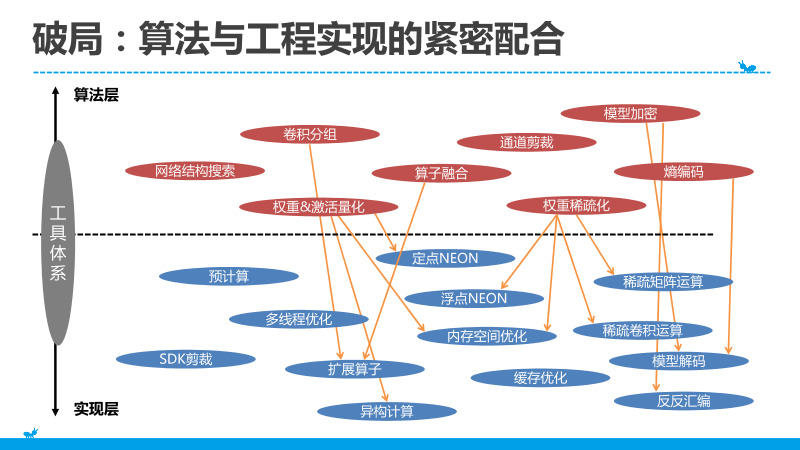 破局：算法与工程实现的紧密配合
算法层
模型加密
卷积分组
通道剪裁
网络结构搜索
算子融合
熵编码
权重&激活量化
权重稀疏化
工具体系
定点NEON
预计算
稀疏矩阵运算
浮点NEON
多线程优化
稀疏卷积运算
内存空间优化
SDK剪裁
模型解码
扩展算子
缓存优化
反反汇编
异构计算
实现层